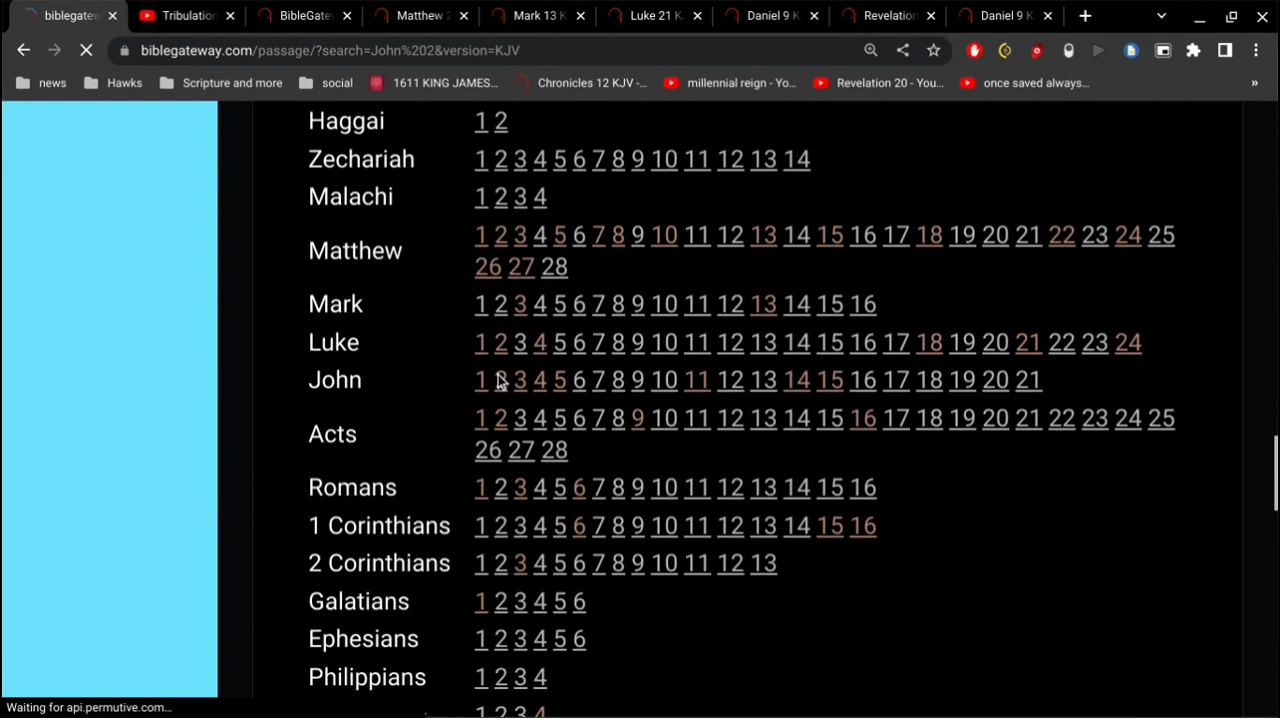 biblegatew
Tribulation
BibleGatew
Matthew 2
Mark 13 K
Luke 21 K
Daniel 9 K
Revelation
Daniel 9 K
biblegateway.com/passage/?search=John%202&version=KJV
news
Hawks
Scripture and more
social
1611 KING JAMES...
Chronicles 12 KJV -...
millennial reign - Yo...
Revelation 20 - You...
once saved always...
Haggai 1 2
Zechariah 1 2 3 4 5 6 7 8 9 10 11 12 13 14
Malachi 1 2 3 4
Matthew 1 2 3 4 5 6 7 8 9 10 11 12 13 14 15 16 17 18 19 20 21 22 23 24 25
26 27 28
Mark 1 2 3 4 5 6 7 8 9 10 11 12 13 14 15 16
Luke 1 2 3 4 5 6 7 8 9 10 11 12 13 14 15 16 17 18 19 20 21 22 23 24
John 1 2 3 4 5 6 7 8 9 10 11 12 13 14 15 16 17 18 19 20 21
Acts 1 2 3 4 5 6 7 8 9 10 11 12 13 14 15 16 17 18 19 20 21 22 23 24 25
26 27 28
Romans 1 2 3 4 5 6 7 8 9 10 11 12 13 14 15 16
1 Corinthians 1 2 3 4 5 6 7 8 9 10 11 12 13 14 15 16
2 Corinthians 1 2 3 4 5 6 7 8 9 10 11 12 13
Galatians 1 2 3 4 5 6
Ephesians 1 2 3 4 5 6
Philippians 1 2 3 4
1 2 3 4
Waiting for api.permutive.com...